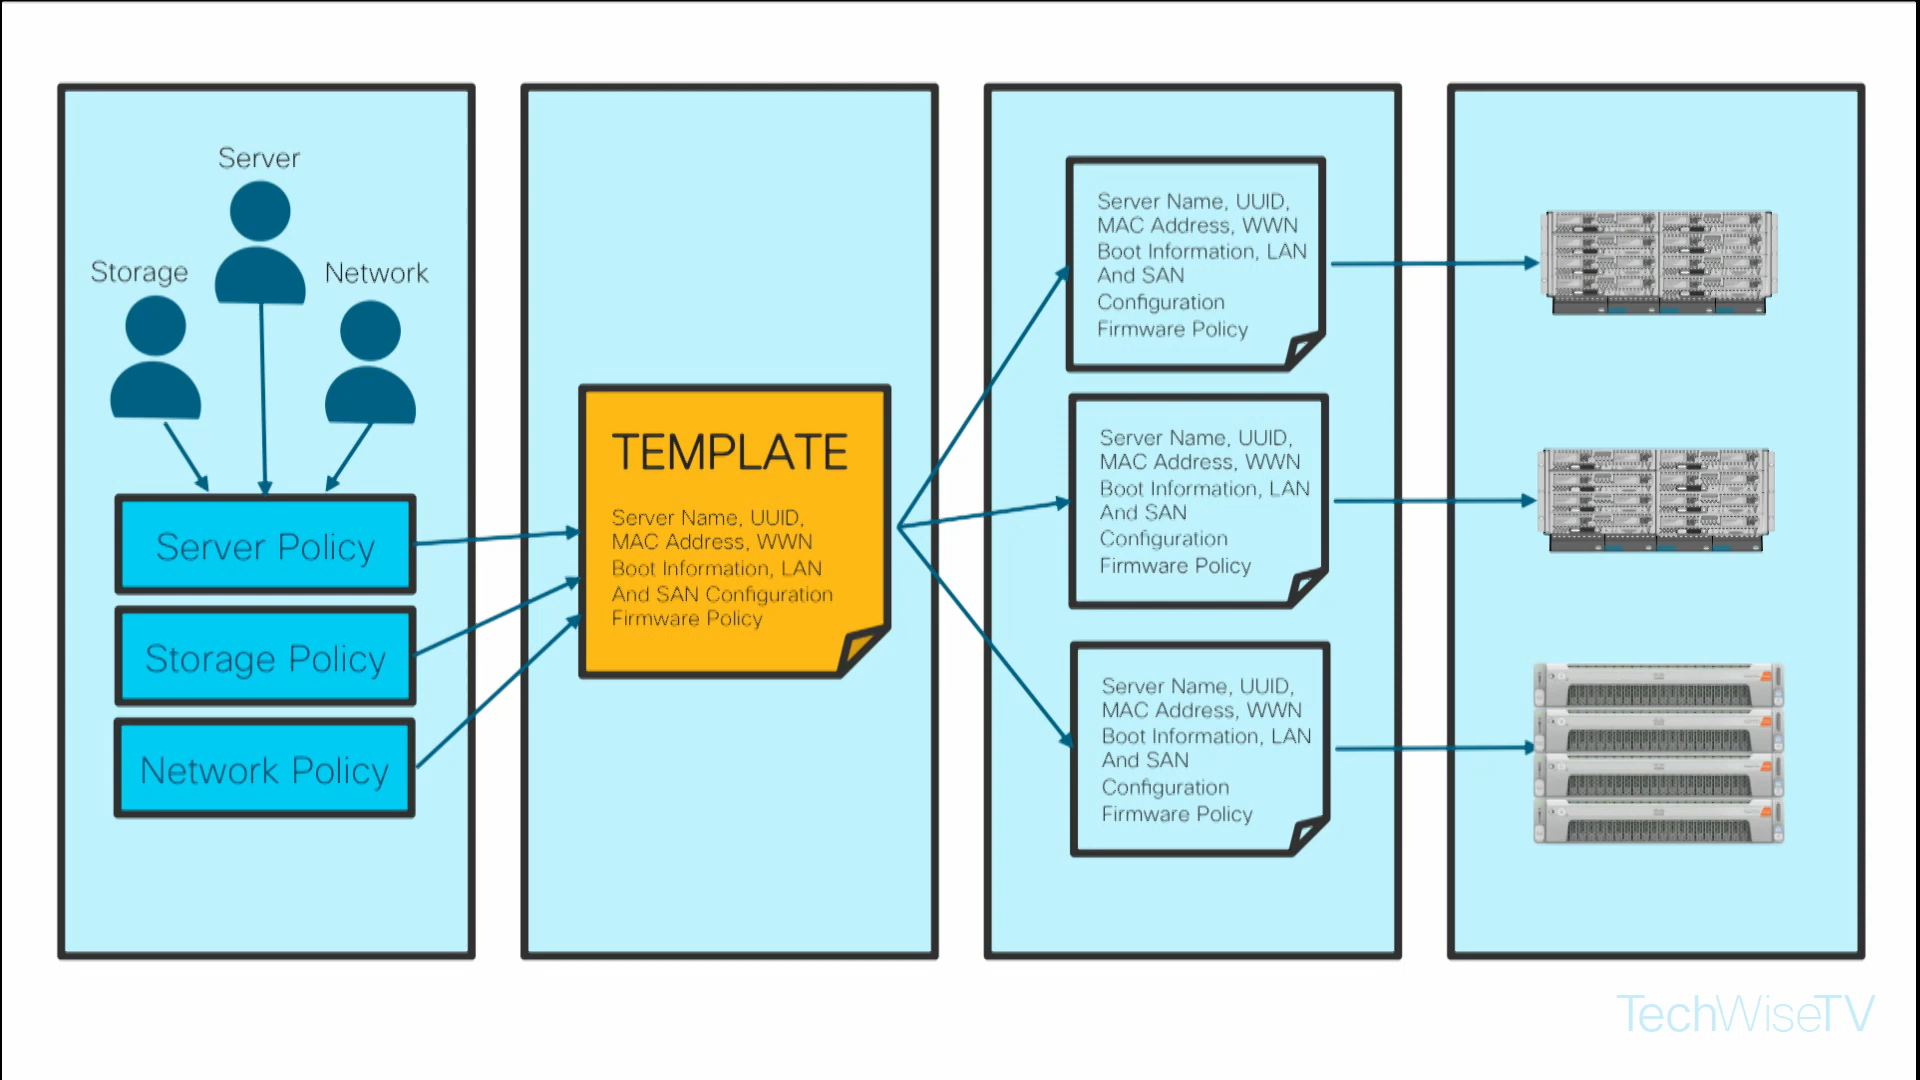 Server
Storage
Network
Server Policy
Storage Policy
Network Policy
TEMPLATE
Server Name, UUID,
MAC Address, WWN
Boot Information, LAN
And SAN Configuration
Firmware Policy
Server Name, UUID,
MAC Address, WWN
Boot Information, LAN
And SAN
Configuration
Firmware Policy
Server Name, UUID,
MAC Address, WWN
Boot Information, LAN
And SAN
Configuration
Firmware Policy
Server Name, UUID,
MAC Address, WWN
Boot Information, LAN
And SAN
Configuration
Firmware Policy
TechWiseTV